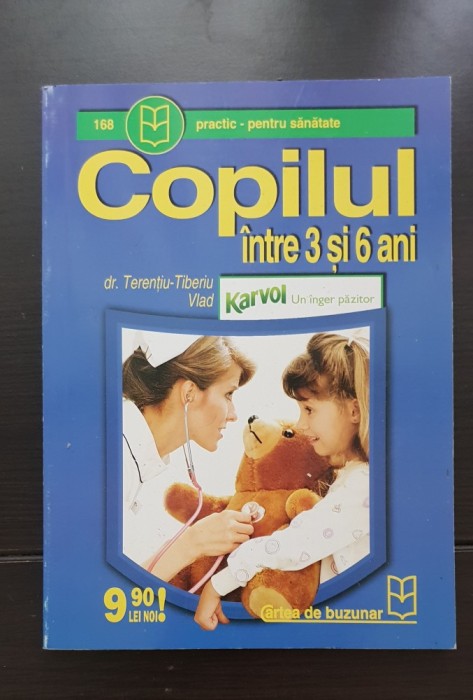 168
practic - pentru sănătate
Copilul
între 3 și 6 ani
dr. Terențiu-Tiberiu
Vlad
Karvol Un înger păzitor
9 90 LEI NOI!
Cartea de buzunar